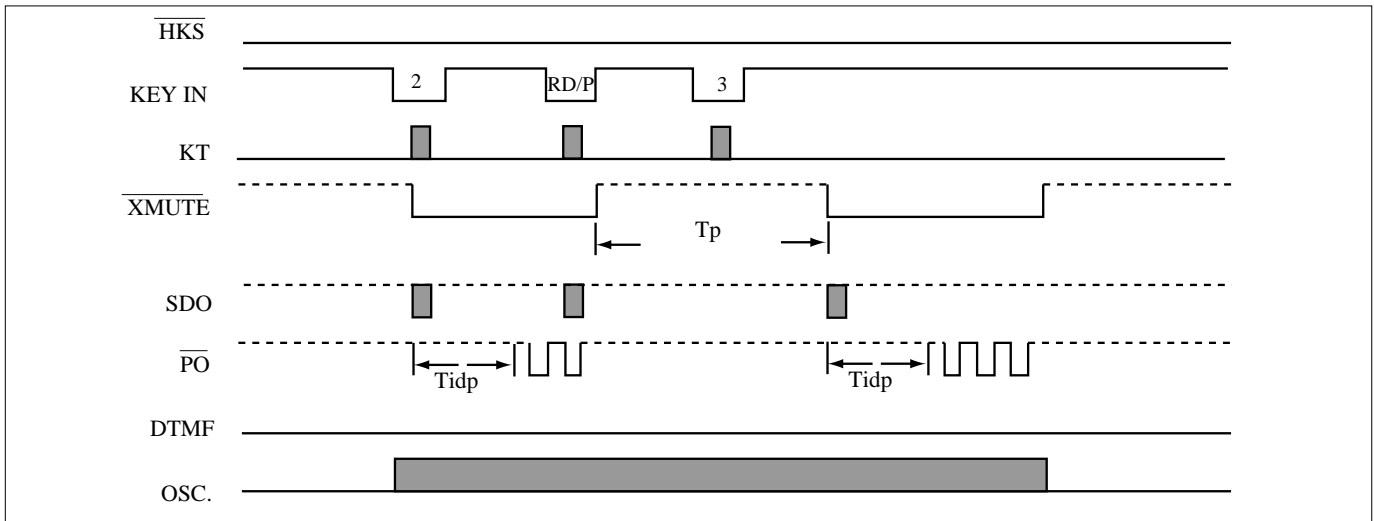 HKS
KEY IN
2
RD/P
3
KT
XMUTE
Tp
SDO
PO
Tidp
Tidp
DTMF
OSC.